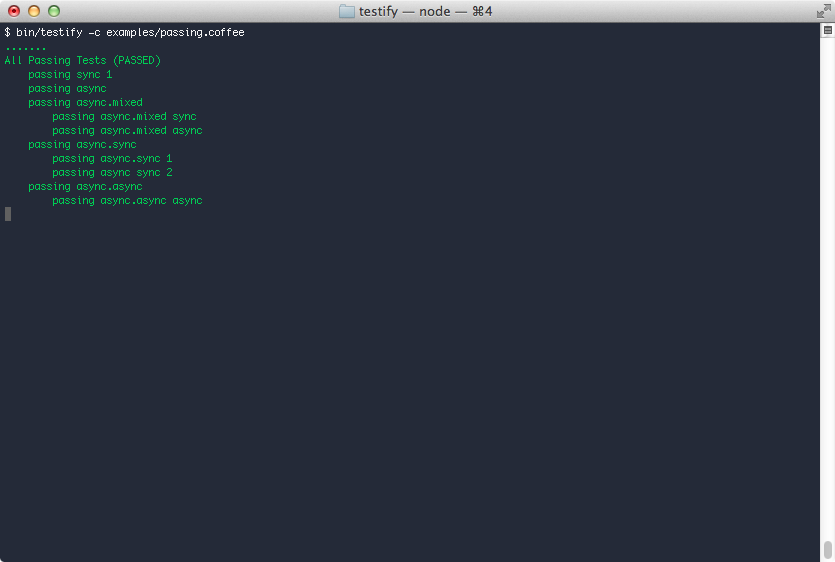 testify — node — ⌘4
$ bin/testify -c examples/passing.coffee
.......
All Passing Tests (PASSED)
passing sync 1
passing async
passing async.mixed
passing async.mixed sync
passing async.mixed async
passing async.sync
passing async.sync 1
passing async sync 2
passing async.async
passing async.async async